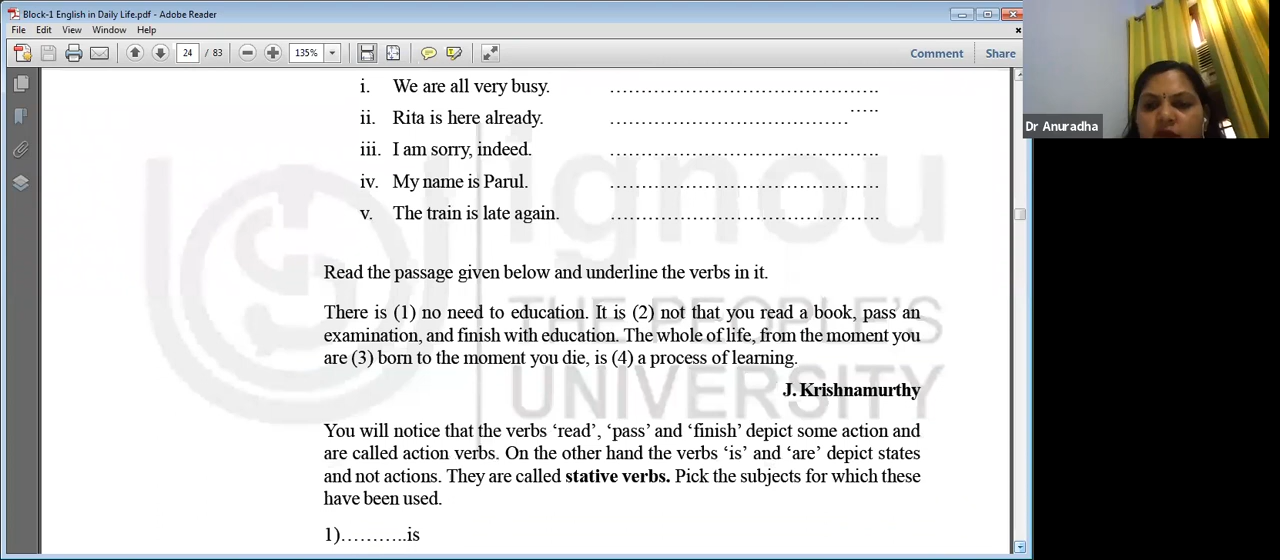 Block-1 English in Daily Life.pdf - Adobe Reader
File Edit View Window Help
24 / 83 135% Comment Share
i. We are all very busy. ……………………………………….
ii. Rita is here already. ……………………………………….
iii. I am sorry, indeed. ……………………………………….
iv. My name is Parul. ……………………………………….
v. The train is late again. ……………………………………….
Dr Anuradha
ignou
THE PEOPLE'S
UNIVERSITY
Read the passage given below and underline the verbs in it.
There is (1) no need to education. It is (2) not that you read a book, pass an
examination, and finish with education. The whole of life, from the moment you
are (3) born to the moment you die, is (4) a process of learning.
J. Krishnamurthy
You will notice that the verbs ‘read’, ‘pass’ and ‘finish’ depict some action and
are called action verbs. On the other hand the verbs ‘is’ and ‘are’ depict states
and not actions. They are called stative verbs. Pick the subjects for which these
have been used.
1)………..is